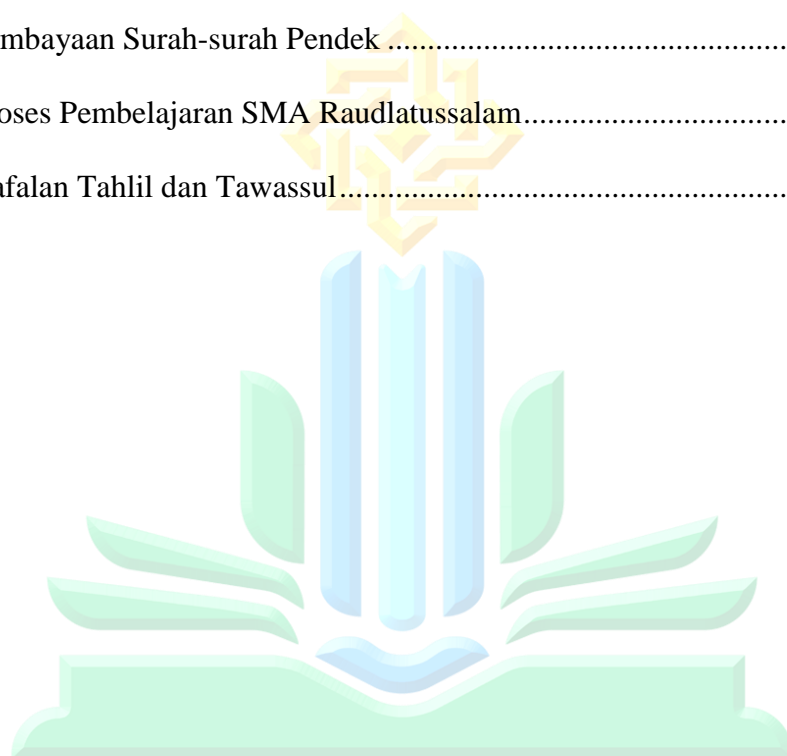 mbayaan Surah-surah Pendek ....................................................
oses Pembelajaran SMA Raudlatussalam..................................
afalan Tahlil dan Tawassul..........................................................